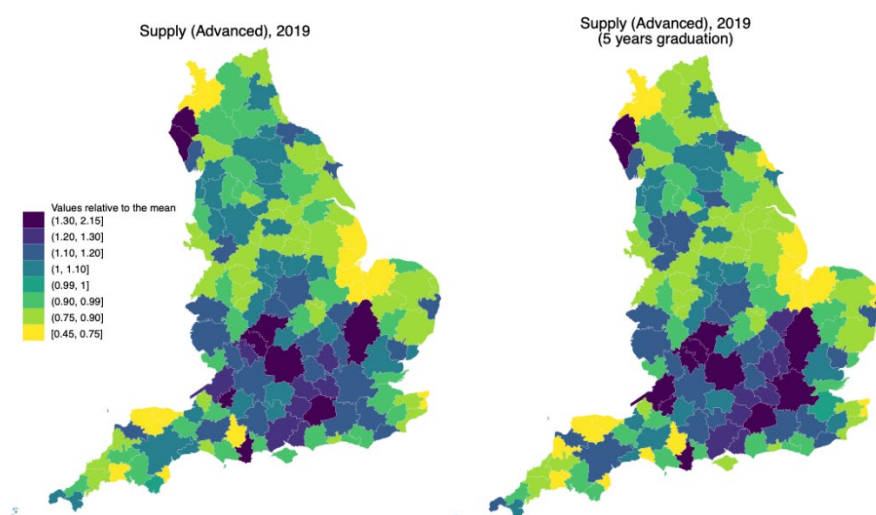 Supply (Advanced), 2019
Supply (Advanced), 2019
(5 years graduation)
Values relative to the mean
(1.30, 2.15]
(1.20, 1.30]
(1.10, 1.20]
(1, 1.10]
(0.99, 1]
(0.90, 0.99]
(0.75, 0.90]
[0.45, 0.75]